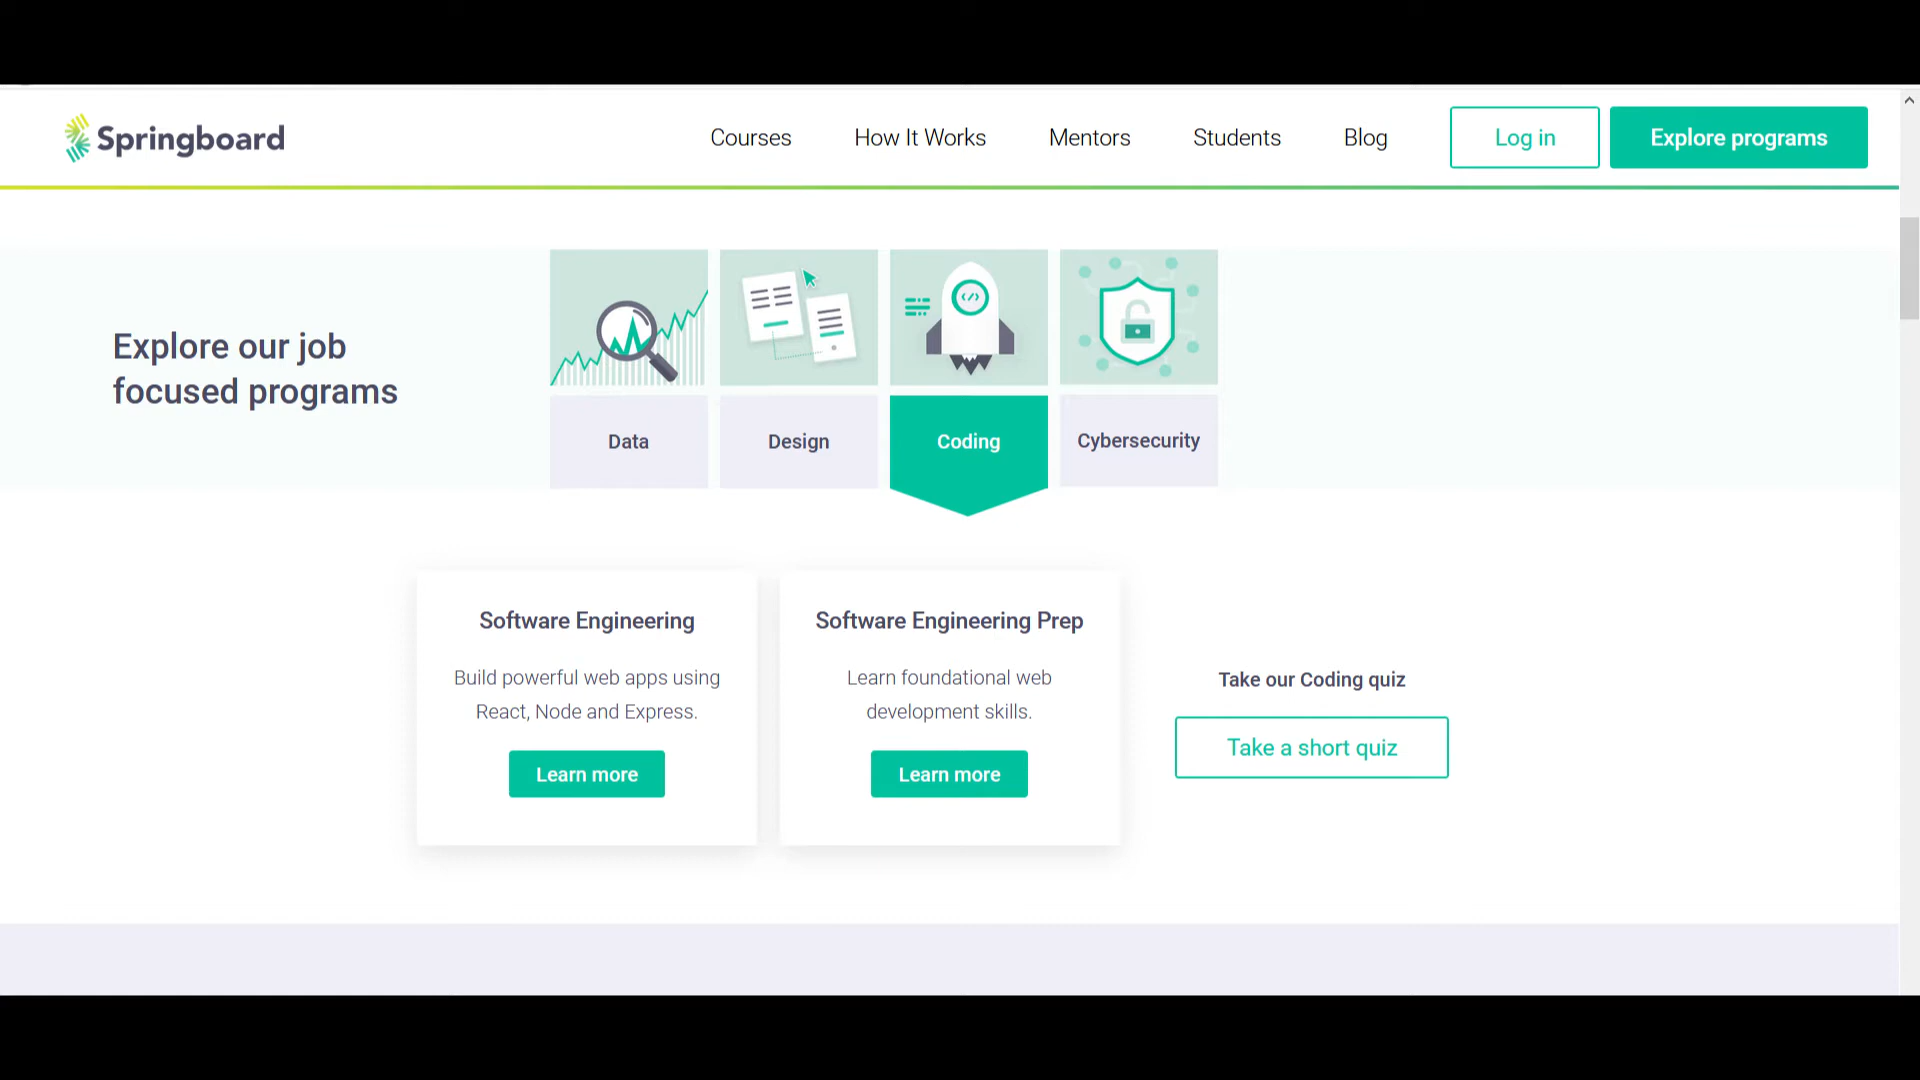 Springboard
Courses
How It Works
Mentors
Students
Blog
Log in
Explore programs
Explore our job
focused programs
Data
Design
Coding
Cybersecurity
Software Engineering
Build powerful web apps using
React, Node and Express.
Learn more
Software Engineering Prep
Learn foundational web
development skills.
Learn more
Take our Coding quiz
Take a short quiz